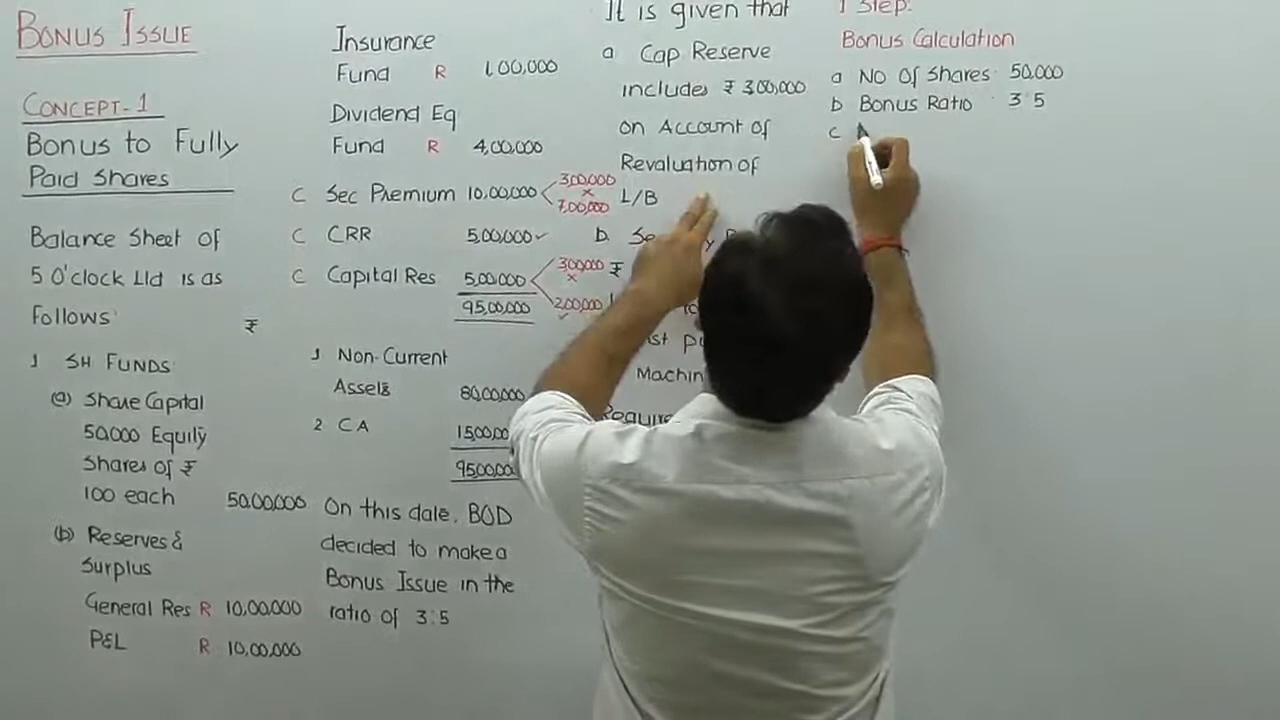 BONUS ISSUE
CONCEPT-1
Bonus to Fully
Paid Shares
Balance Sheet of
5 O'clock Ltd is as
Follows
₹
1 SH FUNDS
(a) Share Capital
50,000 Equity
Shares of ₹
100 each 50,00,000
(b) Reserves &
Surplus
General Res R 10,00,000
P&L R 10,00,000
Insurance
Fund R 1,00,000
Dividend Eq
Fund R 4,00,000
C Sec Premium 10,00,000 < 3,00,000 ×
7,00,000
C CRR 5,00,000 ✓
C Capital Res 5,00,000 < 3,00,000 ×
2,00,000 ✓
95,00,000
1 Non-Current
Assets 80,00,000
2 CA 15,00,00
95,00,00
On this date, BOD
decided to make a
Bonus Issue in the
ratio of 3:5
It is given that
a Cap Reserve
includes ₹ 3,00,000
on Account of
Revaluation of
L/B
b.
₹
Machin
Require
1 Step:
Bonus Calculation
a No Of Shares 50,000
b Bonus Ratio 3:5
c